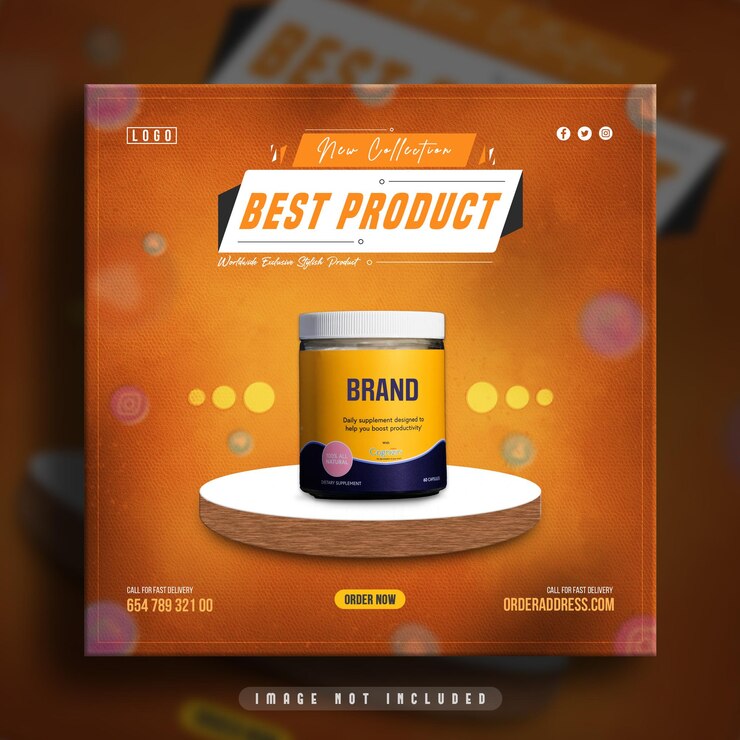 LOGO
New Collection
BEST PRODUCT
Worldwide Exclusive Stylish Product
BRAND
Daily supplement designed to
help you boost productivity
WITH
Cognizin
100% ALL
NATURAL
DIETARY SUPPLEMENT
60 CAPSULES
CALL FOR FAST DELIVERY
654 789 321 00
ORDER NOW
CALL FOR FAST DELIVERY
ORDERADDRESS.COM
IMAGE NOT INCLUDED